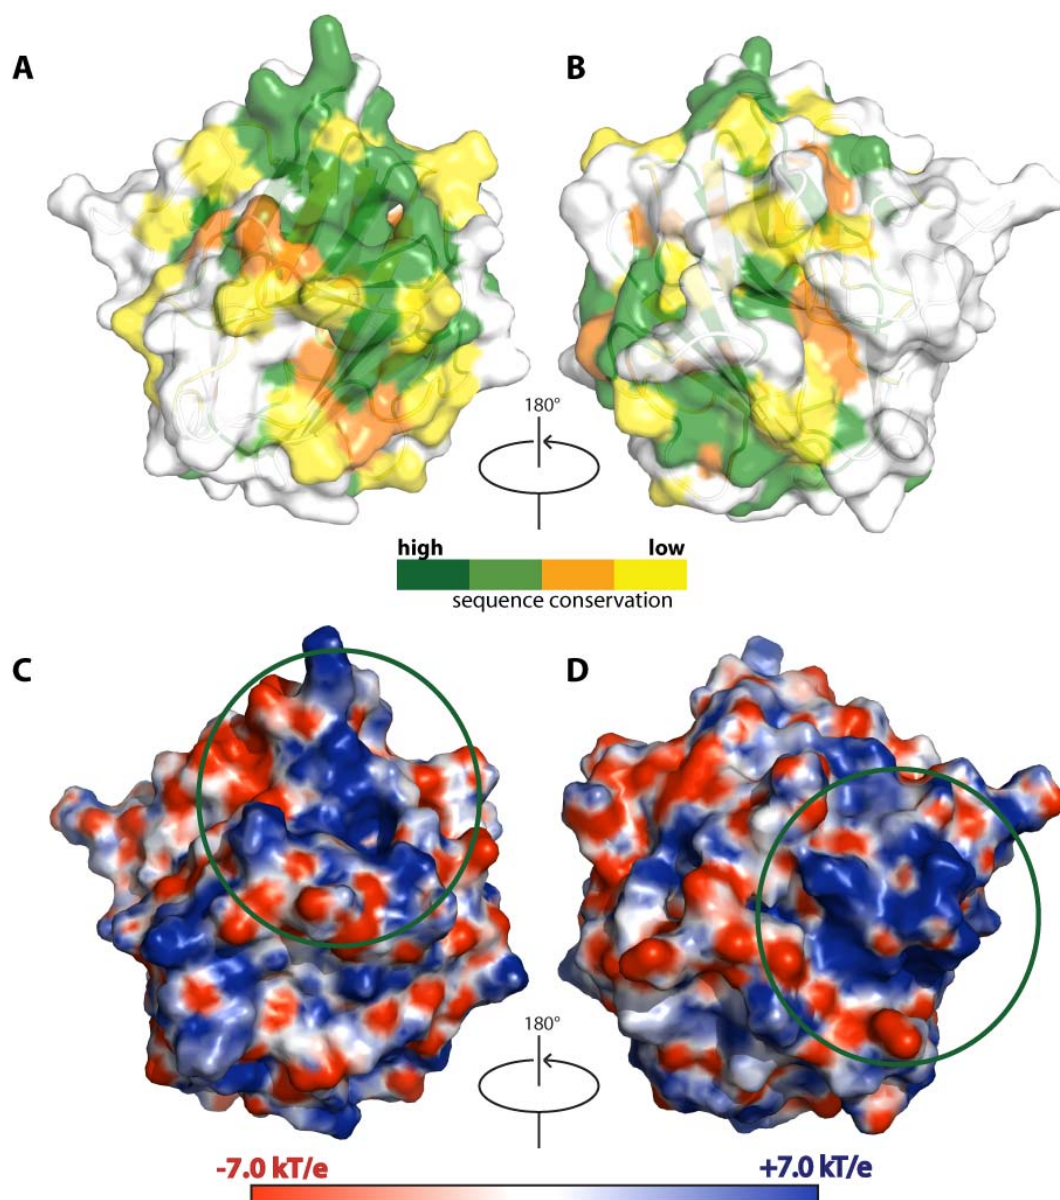 A
B
180°
high
low
sequence conservation
C
D
180°
-7.0 kT/e
+7.0 kT/e